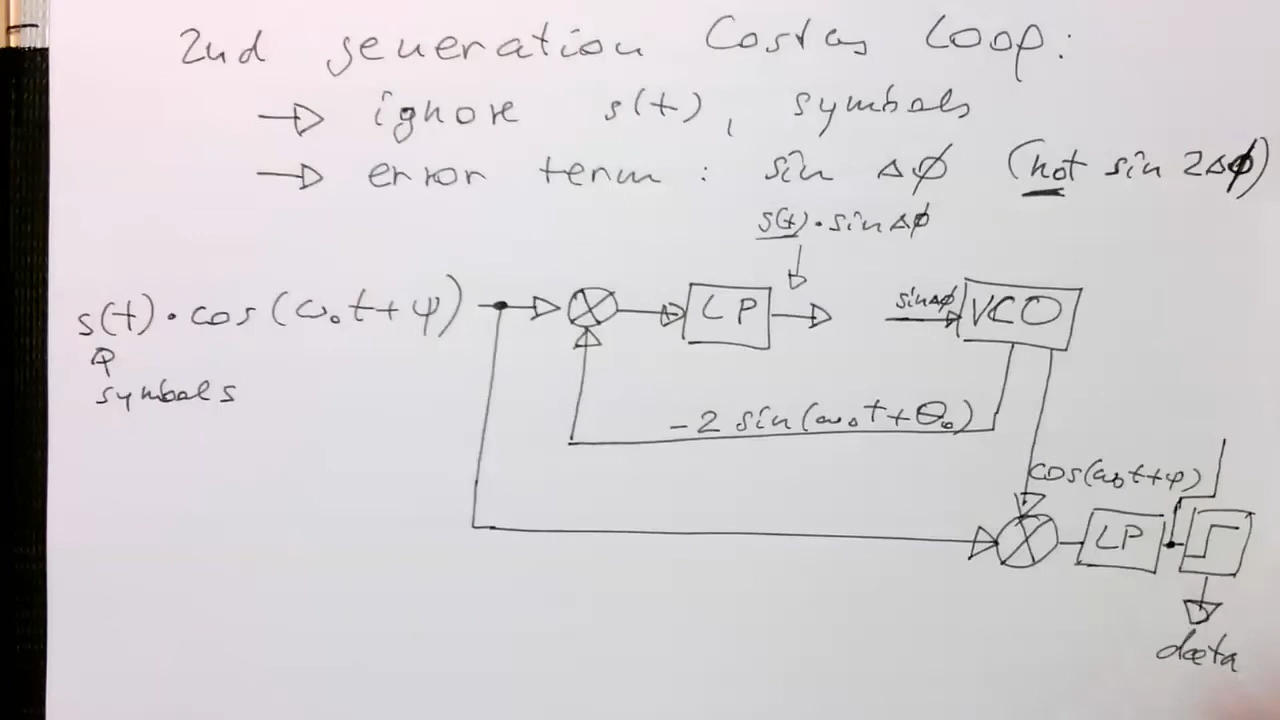 2nd generation Costas Loop:
→ ignore s(t), symbols
→ error term : sin Δϕ (not sin 2Δϕ)
s(t)·sinΔϕ
s(t)·cos(ω₀t+φ)
LP
sinΔϕ
VCO
symbols
-2 sin(ω₀t+θ₀)
cos(ω₀t+φ)
LP
data